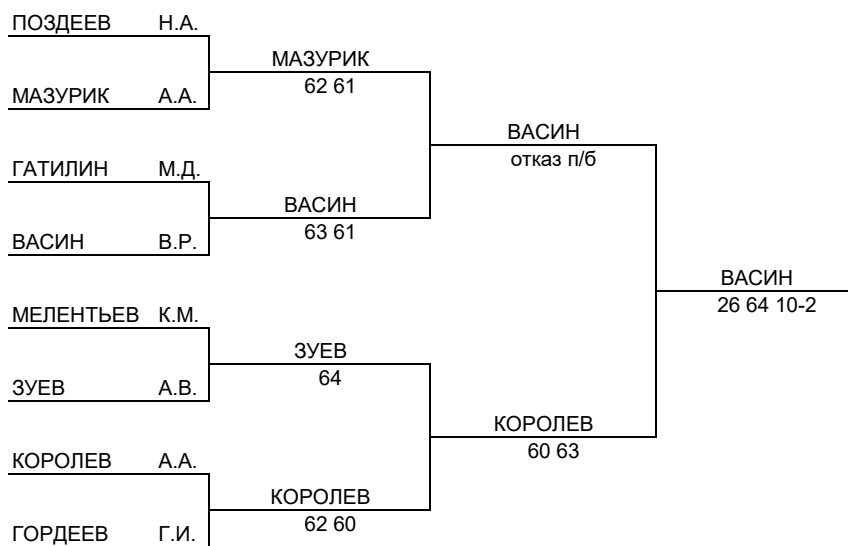 ПОЗДЕЕВ Н.А.
МАЗУРИК
62 61
МАЗУРИК А.А.
ВАСИН
отказ п/б
ГАТИЛИН М.Д.
ВАСИН
63 61
ВАСИН В.Р.
ВАСИН
26 64 10-2
МЕЛЕНТЬЕВ К.М.
ЗУЕВ
64
ЗУЕВ А.В.
КОРОЛЕВ
60 63
КОРОЛЕВ А.А.
КОРОЛЕВ
62 60
ГОРДЕЕВ Г.И.